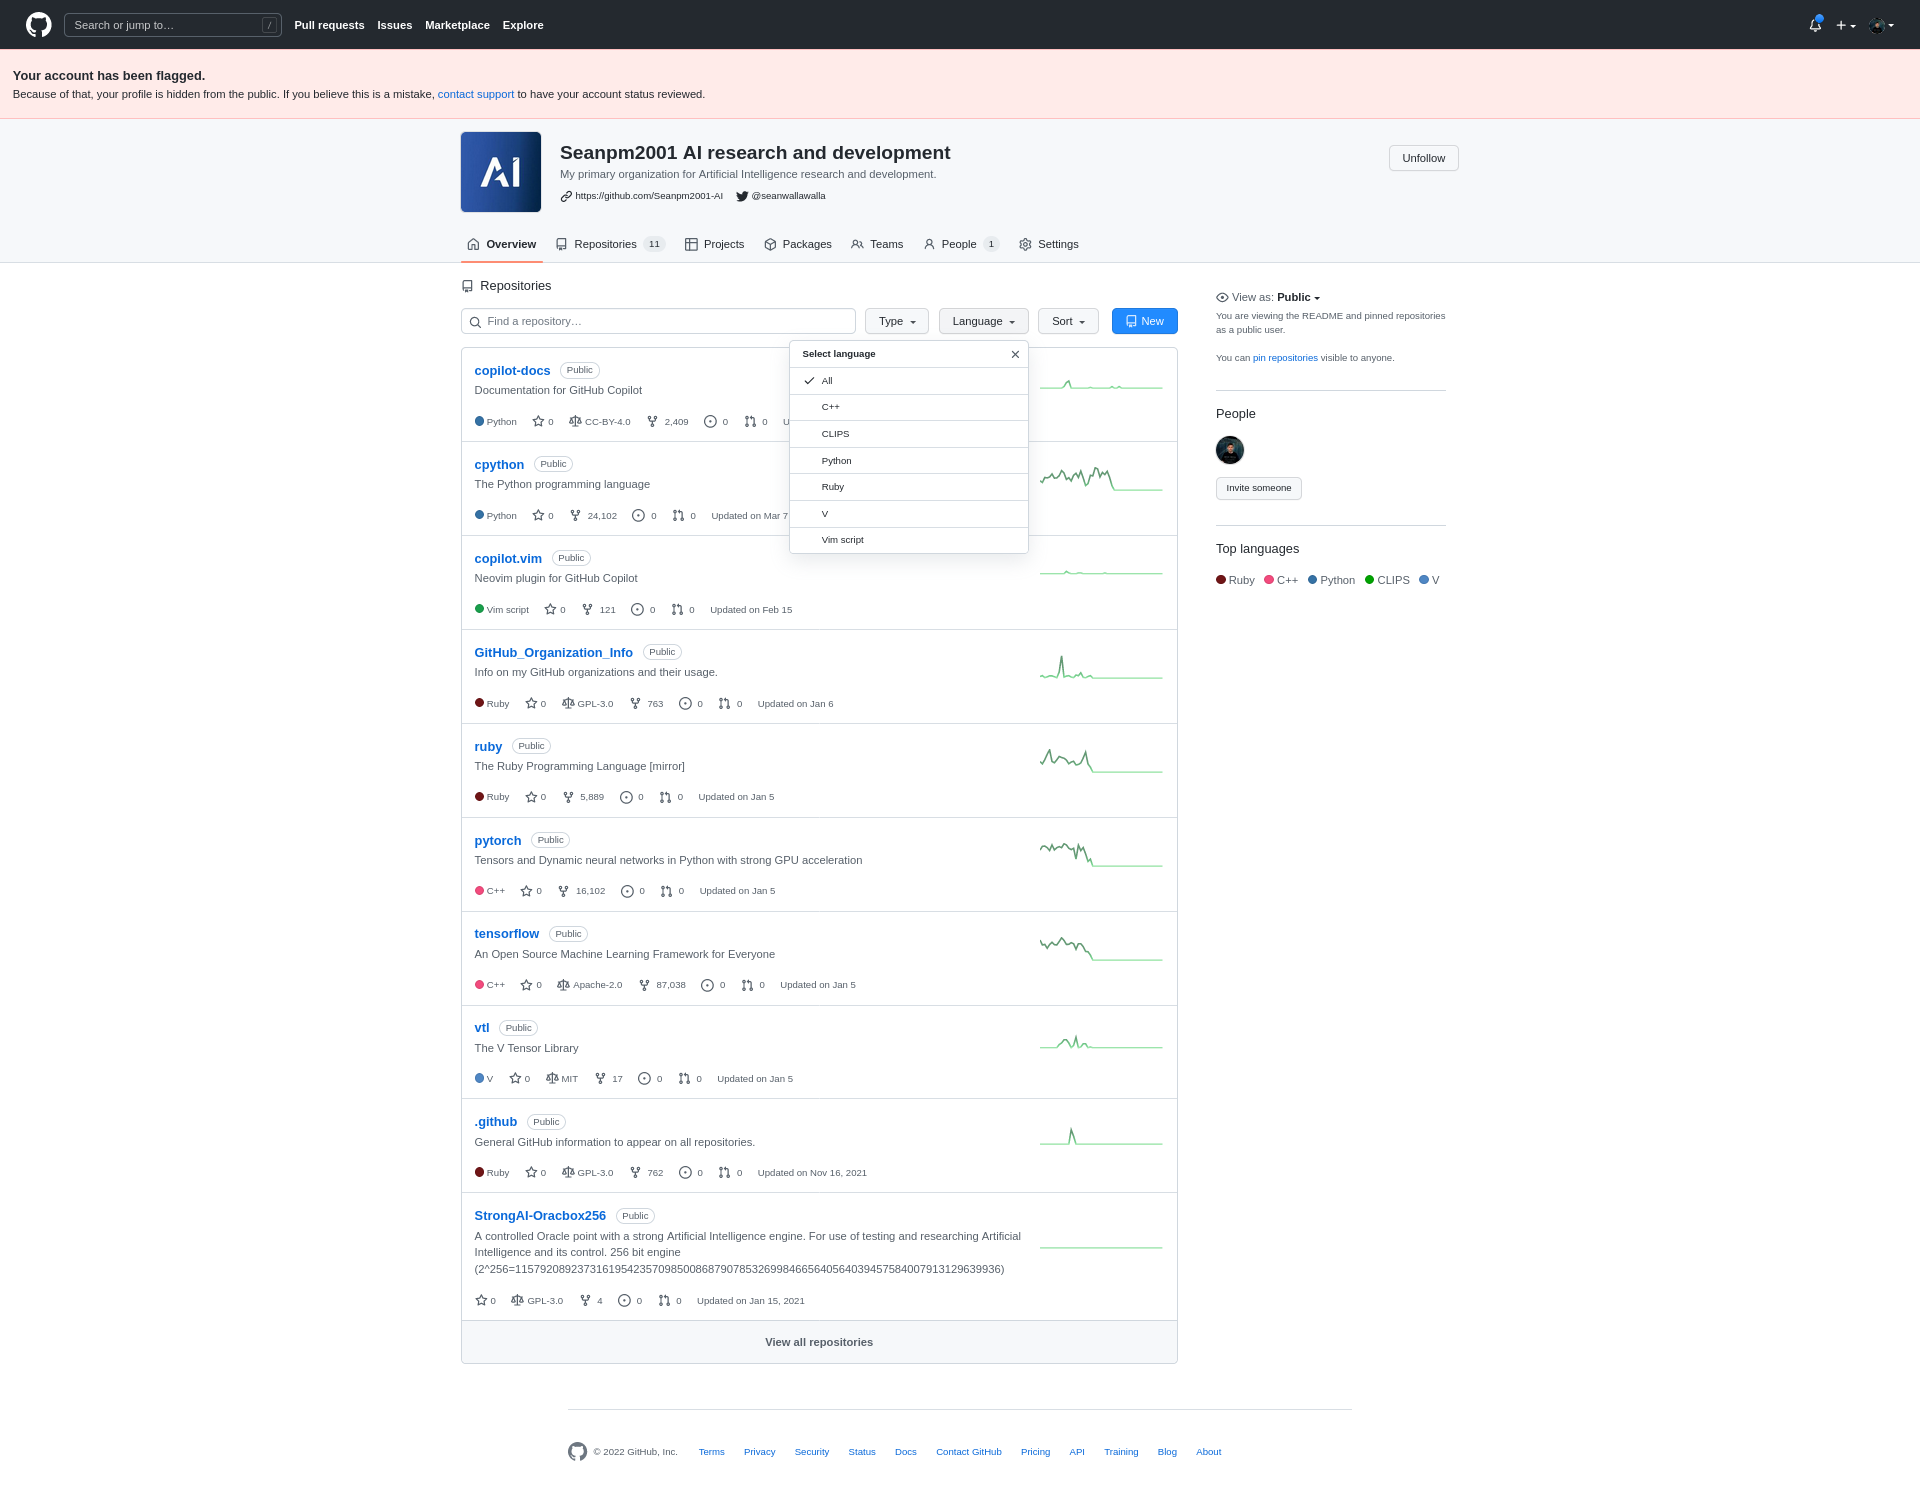 Search or jump to… /
Pull requests Issues Marketplace Explore
Your account has been flagged.
Because of that, your profile is hidden from the public. If you believe this is a mistake, contact support to have your account status reviewed.
AI
Seanpm2001 AI research and development
My primary organization for Artificial Intelligence research and development.
https://github.com/Seanpm2001-AI @seanwallawalla
Unfollow
Overview Repositories 11 Projects Packages Teams People 1 Settings
Repositories
Find a repository… Type Language Sort New
Select language
All
C++
CLIPS
Python
Ruby
V
Vim script
copilot-docs Public
Documentation for GitHub Copilot
Python 0 CC-BY-4.0 2,409 0 0 U
cpython Public
The Python programming language
Python 0 24,102 0 0 Updated on Mar 7
copilot.vim Public
Neovim plugin for GitHub Copilot
Vim script 0 121 0 0 Updated on Feb 15
GitHub_Organization_Info Public
Info on my GitHub organizations and their usage.
Ruby 0 GPL-3.0 763 0 0 Updated on Jan 6
ruby Public
The Ruby Programming Language [mirror]
Ruby 0 5,889 0 0 Updated on Jan 5
pytorch Public
Tensors and Dynamic neural networks in Python with strong GPU acceleration
C++ 0 16,102 0 0 Updated on Jan 5
tensorflow Public
An Open Source Machine Learning Framework for Everyone
C++ 0 Apache-2.0 87,038 0 0 Updated on Jan 5
vtl Public
The V Tensor Library
V 0 MIT 17 0 0 Updated on Jan 5
.github Public
General GitHub information to appear on all repositories.
Ruby 0 GPL-3.0 762 0 0 Updated on Nov 16, 2021
StrongAI-Oracbox256 Public
A controlled Oracle point with a strong Artificial Intelligence engine. For use of testing and researching Artificial
Intelligence and its control. 256 bit engine
(2^256=115792089237316195423570985008687907853269984665640564039457584007913129639936)
0 GPL-3.0 4 0 0 Updated on Jan 15, 2021
View all repositories
View as: Public
You are viewing the README and pinned repositories
as a public user.
You can pin repositories visible to anyone.
People
Invite someone
Top languages
Ruby C++ Python CLIPS V
© 2022 GitHub, Inc. Terms Privacy Security Status Docs Contact GitHub Pricing API Training Blog About